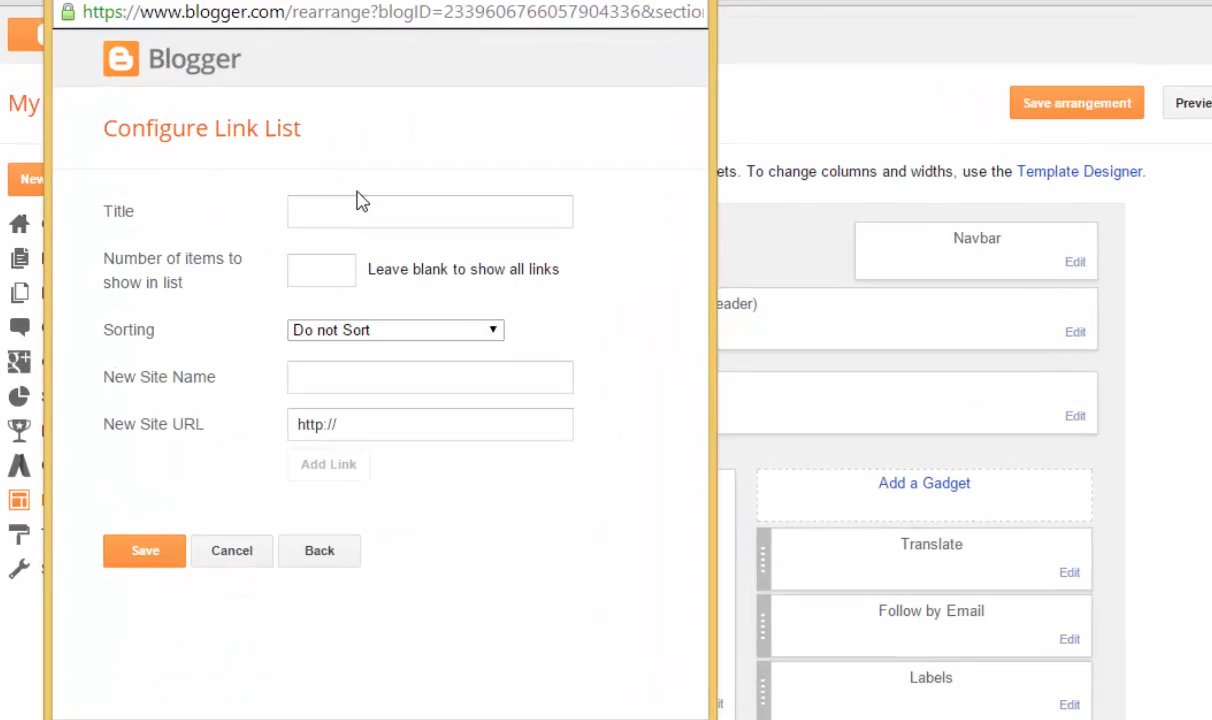 https://www.blogger.com/rearrange?blogID=2339606766057904336&sectio
Blogger
My
Save arrangement
Previe
Configure Link List
New
ets. To change columns and widths, use the Template Designer.
Title
Navbar
Edit
Number of items to
show in list
Leave blank to show all links
eader)
Edit
Sorting
Do not Sort
New Site Name
Edit
New Site URL
http://
Add Link
Add a Gadget
Save
Cancel
Back
Translate
Edit
Follow by Email
Edit
Labels
Edit